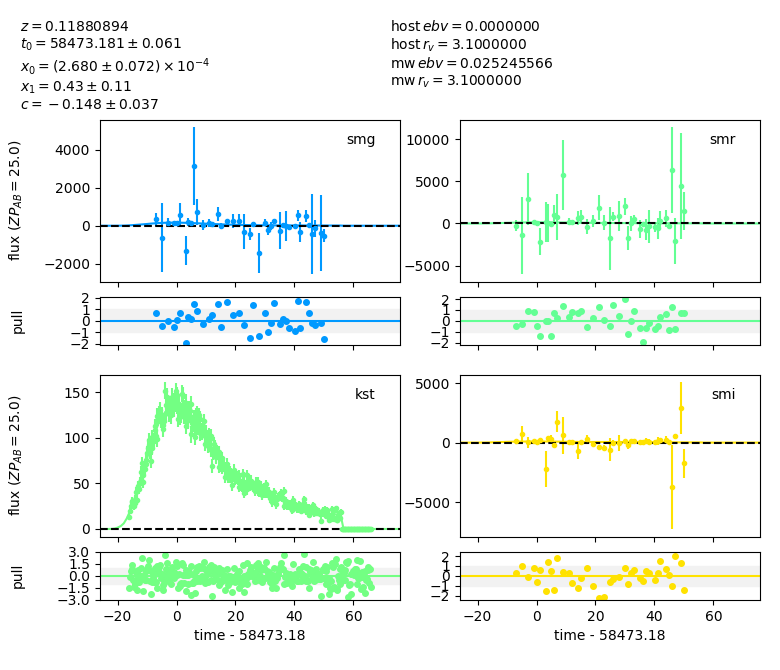 z = 0.11880894
t₀ = 58473.181 ± 0.061
x₀ = (2.680 ± 0.072) × 10⁻⁴
x₁ = 0.43 ± 0.11
c = −0.148 ± 0.037
host ebv = 0.0000000
host r_v = 3.1000000
mw ebv = 0.025245566
mw r_v = 3.1000000
smg
flux (ZP_AB = 25.0)
4000
2000
0
−2000
smr
10000
5000
0
−5000
pull
2
1
0
−1
−2
2
1
0
−1
−2
kst
flux (ZP_AB = 25.0)
150
100
50
0
smi
5000
0
−5000
pull
3.0
1.5
0.0
−1.5
−3.0
2
1
0
−1
−2
−20 0 20 40 60
time - 58473.18
−20 0 20 40 60
time - 58473.18